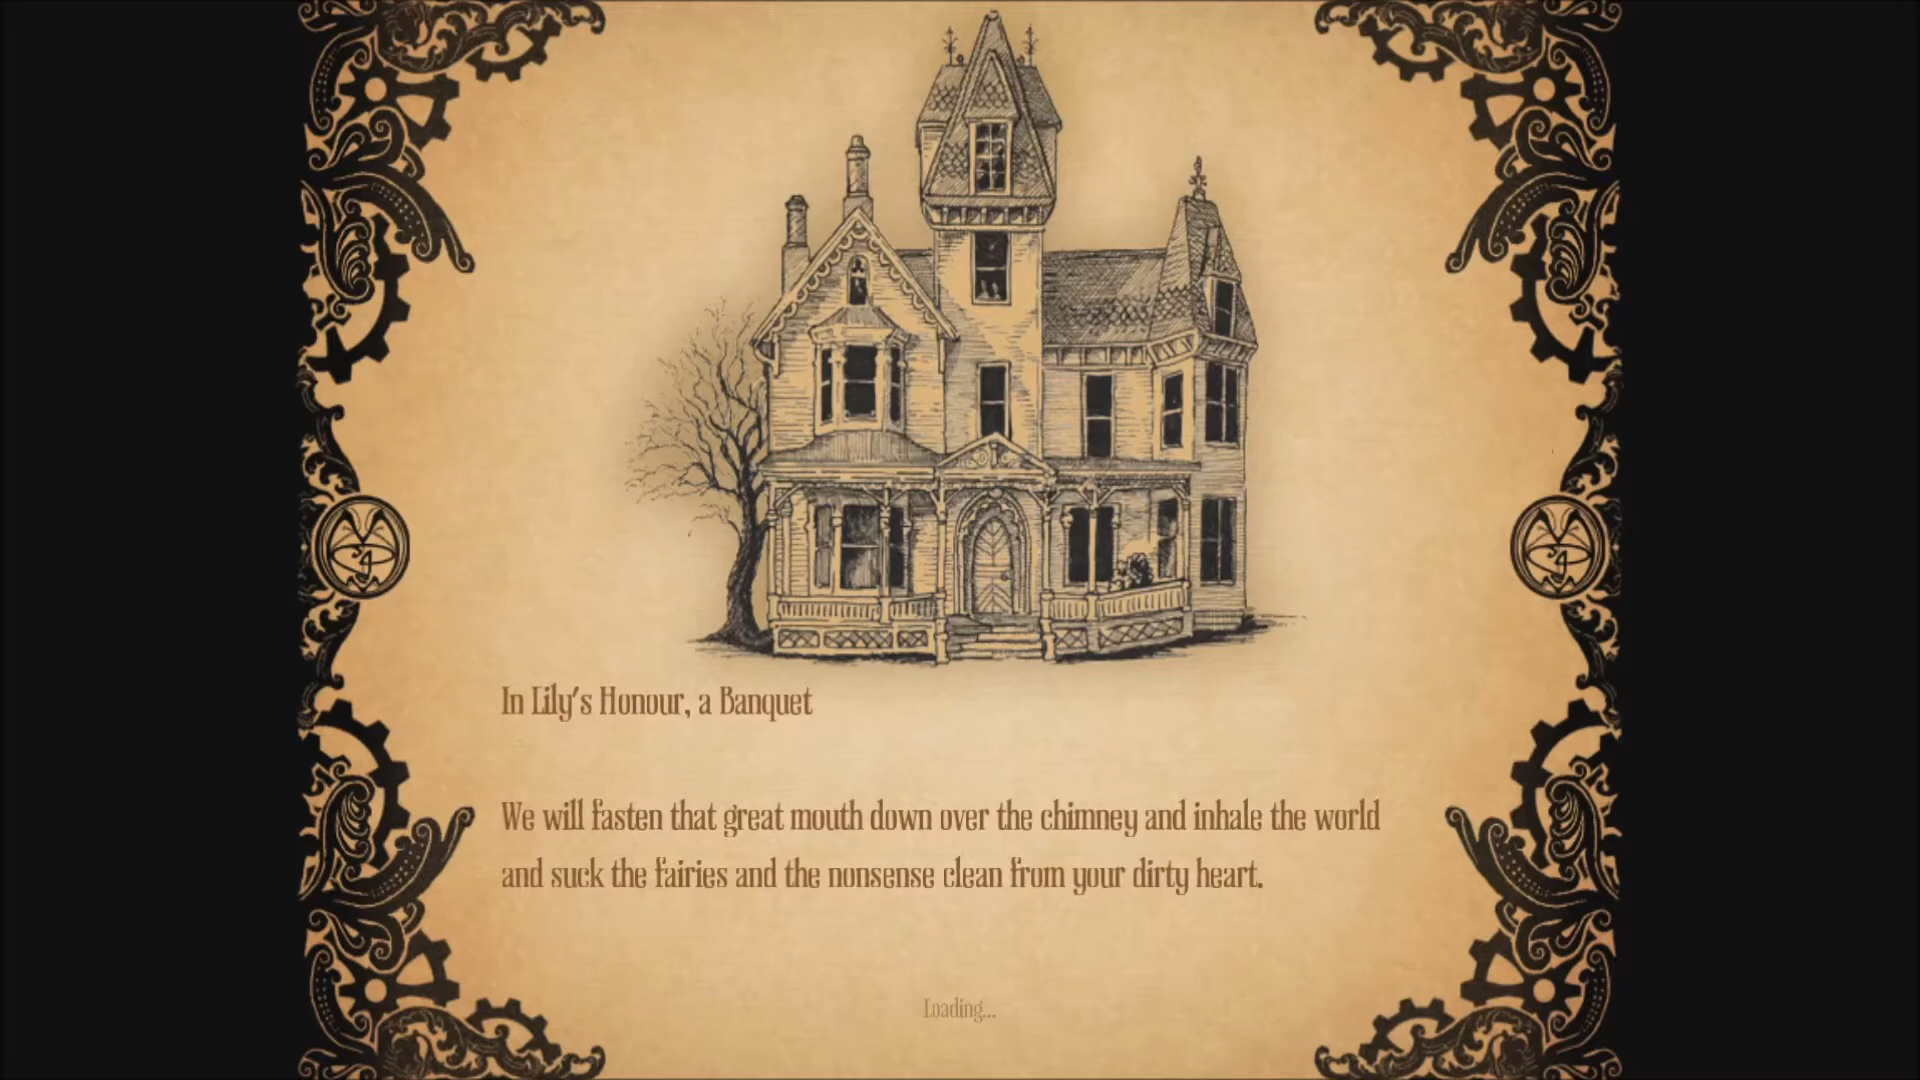 In Lily's Honour, a Banquet
We will fasten that great mouth down over the chimney and inhale the world
and suck the fairies and the nonsense clean from your dirty heart.
Loading...